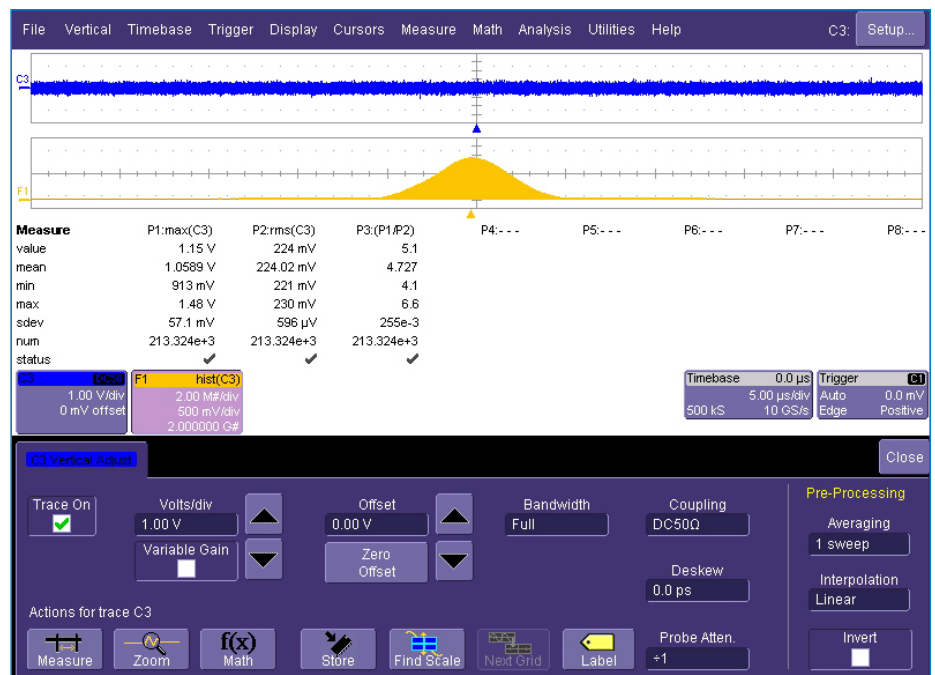 File Vertical Timebase Trigger Display Cursors Measure Math Analysis Utilities Help C3: Setup...
C3
F1
Measure P1:max(C3) P2:rms(C3) P3:(P1/P2) P4:- - - P5:- - - P6:- - - P7:- - - P8:- - -
value 1.15 V 224 mV 5.1
mean 1.0589 V 224.02 mV 4.727
min 913 mV 221 mV 4.1
max 1.48 V 230 mV 6.6
sdev 57.1 mV 596 µV 255e-3
num 213.324e+3 213.324e+3 213.324e+3
status
C3 F1 hist(C3) Timebase 0.0 µs Trigger C1
1.00 V/div 2.00 M#/div 5.00 µs/div Auto 0.0 mV
0 mV offset 500 mV/div 500 kS 10 GS/s Edge Positive
2.000000 G#
C3 Vertical Adjust Close
Pre-Processing
Trace On Volts/div Offset Bandwidth Coupling
1.00 V 0.00 V Full DC50Ω
Averaging
1 sweep
Variable Gain Zero Offset
Deskew
0.0 ps
Interpolation
Linear
Actions for trace C3
Measure Zoom f(x) Math Store Find Scale Next Grid Label
Probe Atten.
÷1
Invert